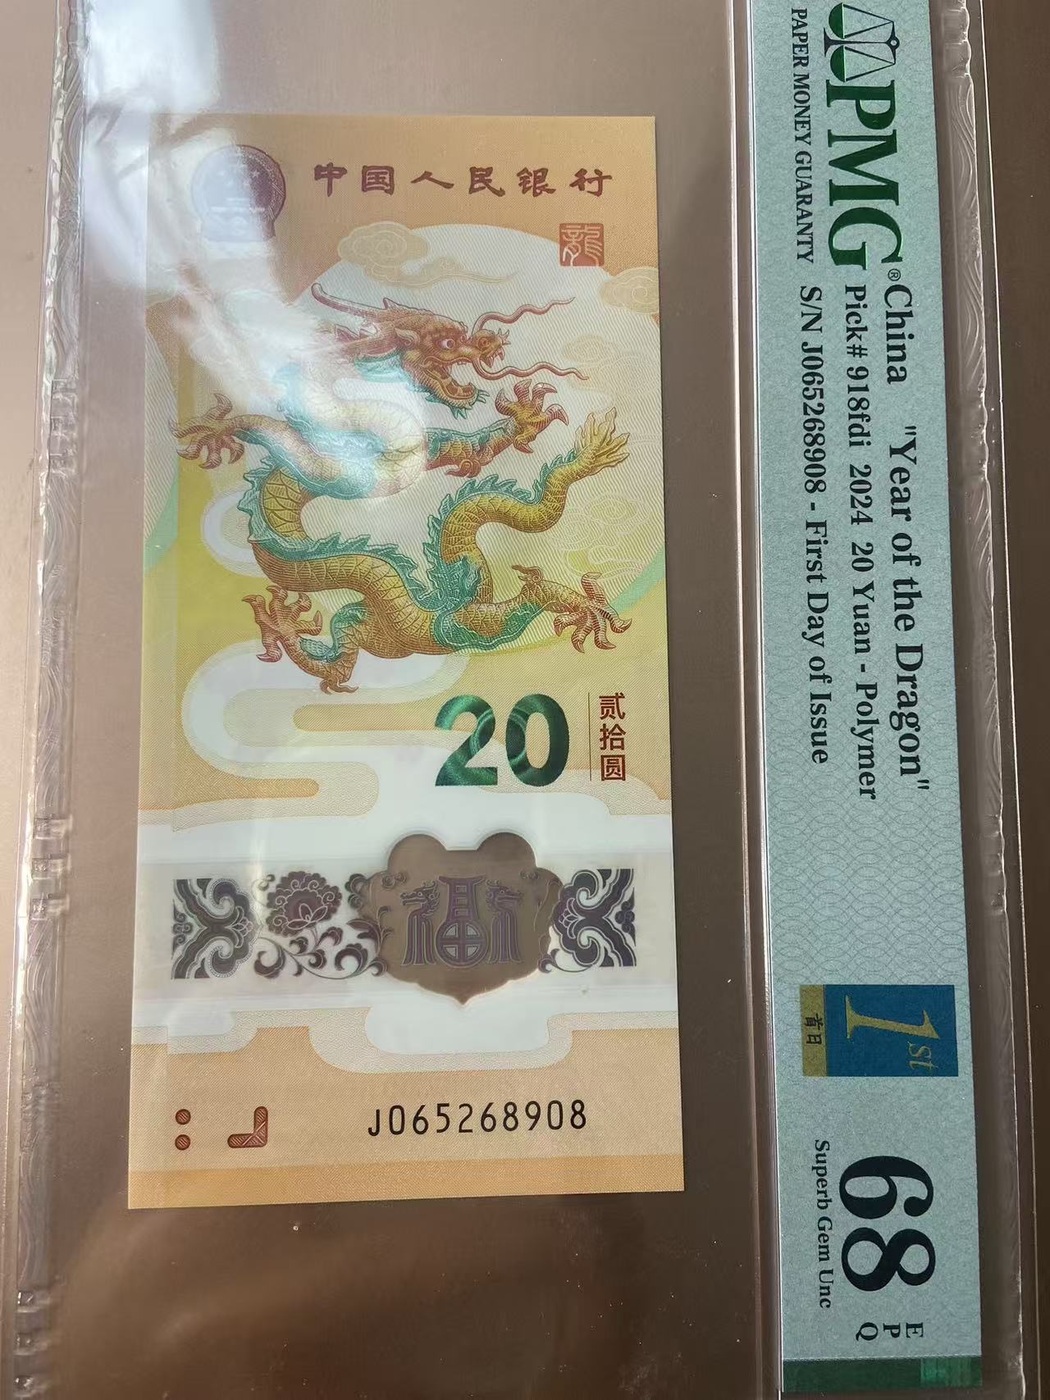 中国人民银行
龍
20
贰拾圆
福
J065268908
PMG®
PAPER MONEY GUARANTY
China "Year of the Dragon"
Pick# 918fdi 2024 20 Yuan - Polymer
S/N J065268908 - First Day of Issue
1st
首日
68
EPQ
Superb Gem Unc